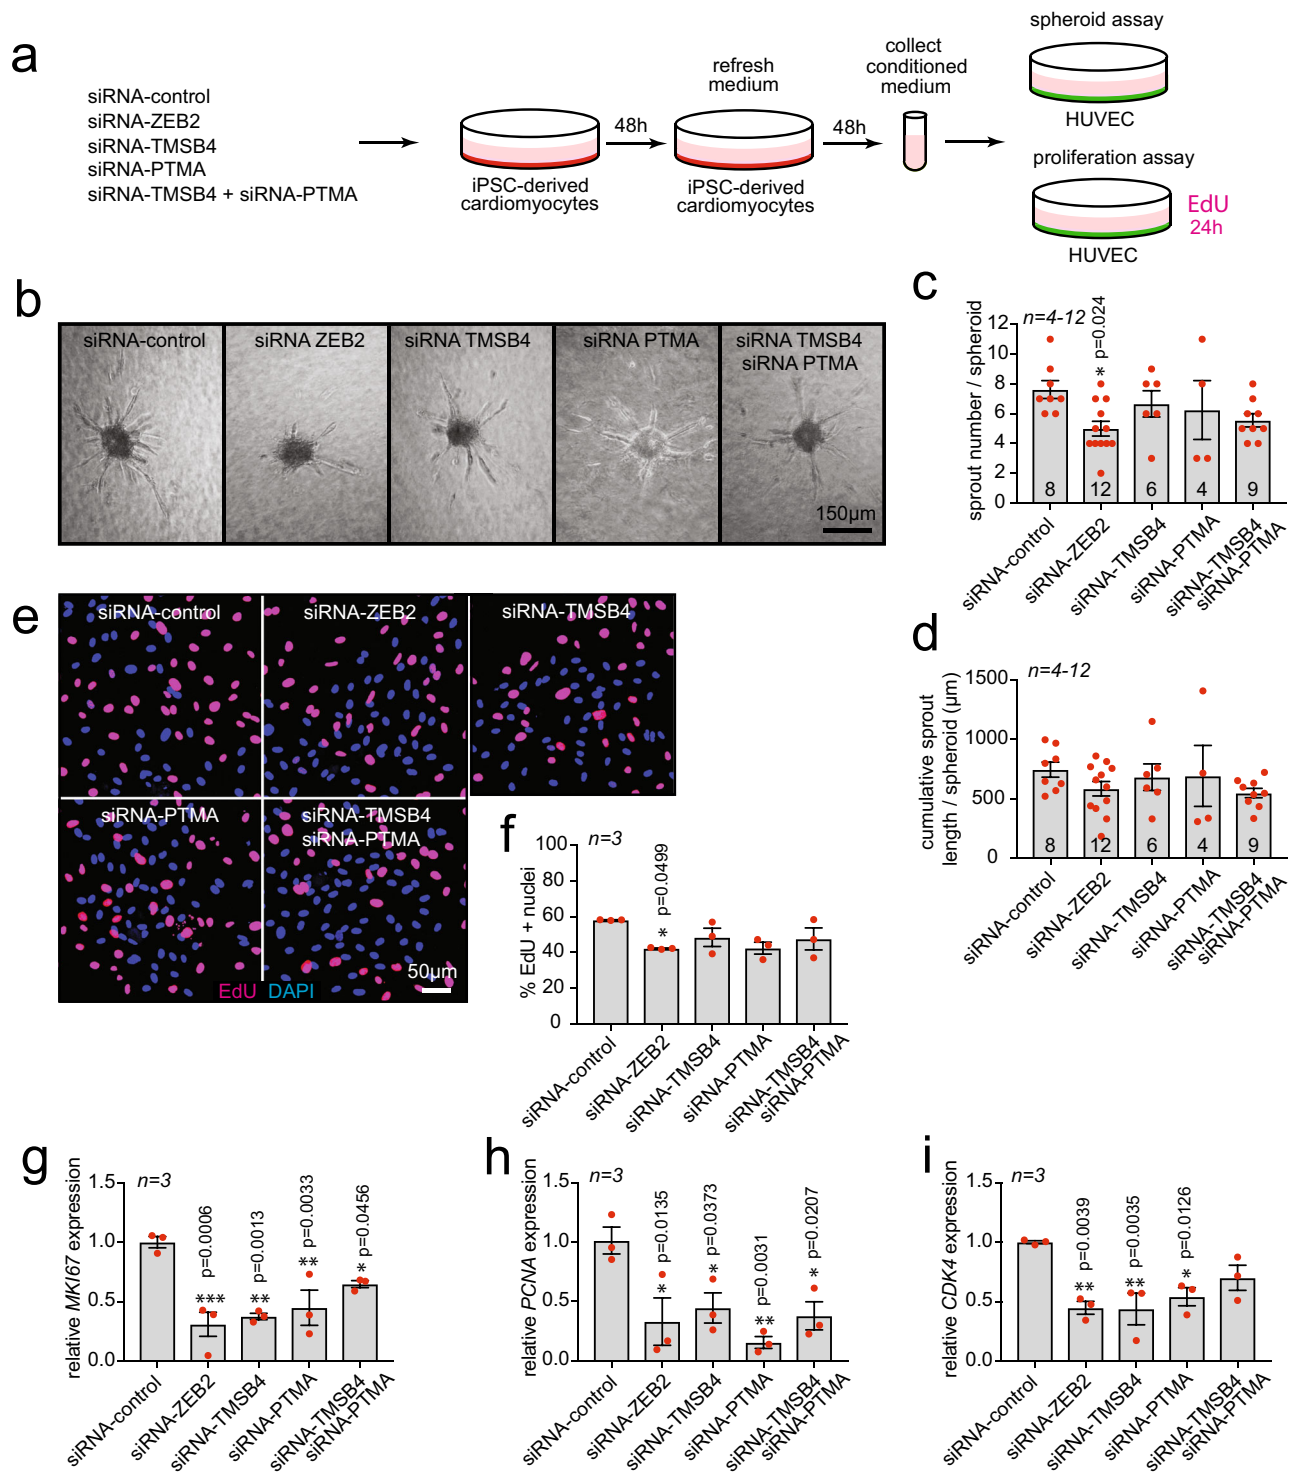 a
siRNA-control
siRNA-ZEB2
siRNA-TMSB4
siRNA-PTMA
siRNA-TMSB4 + siRNA-PTMA
iPSC-derived
cardiomyocytes
48h
refresh
medium
iPSC-derived
cardiomyocytes
48h
collect
conditioned
medium
spheroid assay
HUVEC
proliferation assay
EdU
24h
HUVEC
b
siRNA-control
siRNA ZEB2
siRNA TMSB4
siRNA PTMA
siRNA TMSB4
siRNA PTMA
150µm
c
n=4-12
sprout number / spheroid
12
10
8
6
4
2
0
* p=0.024
8
12
6
4
9
siRNA-control
siRNA-ZEB2
siRNA-TMSB4
siRNA-PTMA
siRNA-TMSB4
siRNA-PTMA
d
n=4-12
cumulative sprout
length / spheroid (µm)
1500
1000
500
0
8
12
6
4
9
siRNA-control
siRNA-ZEB2
siRNA-TMSB4
siRNA-PTMA
siRNA-TMSB4
siRNA-PTMA
e
siRNA-control
siRNA-ZEB2
siRNA-TMSB4
siRNA-PTMA
siRNA-TMSB4
siRNA-PTMA
50µm
EdU DAPI
f
n=3
% EdU + nuclei
100
80
60
40
20
0
* p=0.0499
siRNA-control
siRNA-ZEB2
siRNA-TMSB4
siRNA-PTMA
siRNA-TMSB4
siRNA-PTMA
g
n=3
relative MKI67 expression
1.5
1.0
0.5
0.0
*** p=0.0006
** p=0.0013
** p=0.0033
* p=0.0456
siRNA-control
siRNA-ZEB2
siRNA-TMSB4
siRNA-PTMA
siRNA-TMSB4
siRNA-PTMA
h
n=3
relative PCNA expression
1.5
1.0
0.5
0.0
* p=0.0135
* p=0.0373
** p=0.0031
* p=0.0207
siRNA-control
siRNA-ZEB2
siRNA-TMSB4
siRNA-PTMA
siRNA-TMSB4
siRNA-PTMA
i
n=3
relative CDK4 expression
1.5
1.0
0.5
0.0
** p=0.0039
** p=0.0035
* p=0.0126
siRNA-control
siRNA-ZEB2
siRNA-TMSB4
siRNA-PTMA
siRNA-TMSB4
siRNA-PTMA